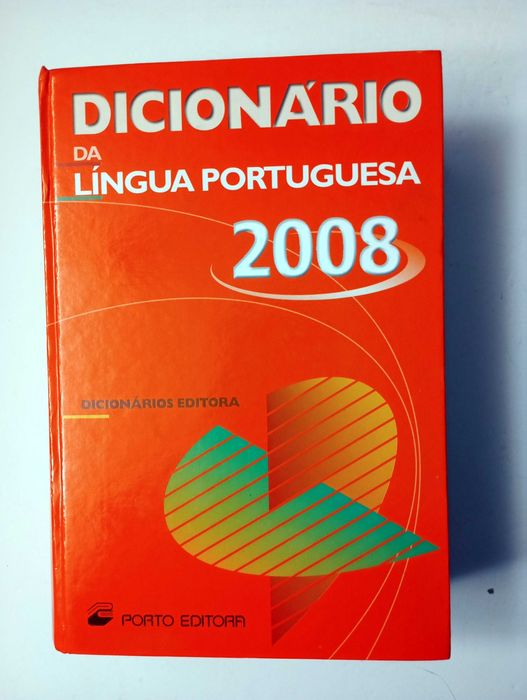 DICIONÁRIO
DA
LÍNGUA PORTUGUESA
2008
DICIONÁRIOS EDITORA
PORTO EDITORA